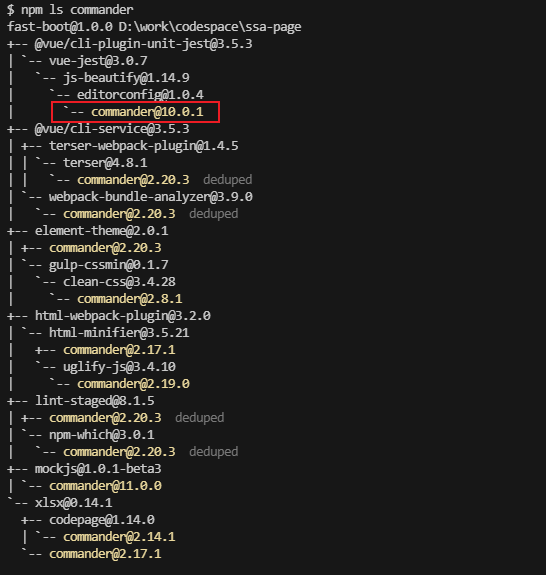 $ npm ls commander
fast-boot@1.0.0 D:\work\codespace\ssa-page
+-- @vue/cli-plugin-unit-jest@3.5.3
| `-- vue-jest@3.0.7
|   `-- js-beautify@1.14.9
|     `-- editorconfig@1.0.4
|       `-- commander@10.0.1
+-- @vue/cli-service@3.5.3
| +-- terser-webpack-plugin@1.4.5
| | `-- terser@4.8.1
| |   `-- commander@2.20.3 deduped
| `-- webpack-bundle-analyzer@3.9.0
|   `-- commander@2.20.3 deduped
+-- element-theme@2.0.1
| +-- commander@2.20.3
| `-- gulp-cssmin@0.1.7
|   `-- clean-css@3.4.28
|     `-- commander@2.8.1
+-- html-webpack-plugin@3.2.0
| `-- html-minifier@3.5.21
|   +-- commander@2.17.1
|   `-- uglify-js@3.4.10
|     `-- commander@2.19.0
+-- lint-staged@8.1.5
| +-- commander@2.20.3 deduped
| `-- npm-which@3.0.1
|   `-- commander@2.20.3 deduped
+-- mockjs@1.0.1-beta3
| `-- commander@11.0.0
`-- xlsx@0.14.1
  +-- codepage@1.14.0
  | `-- commander@2.14.1
  `-- commander@2.17.1